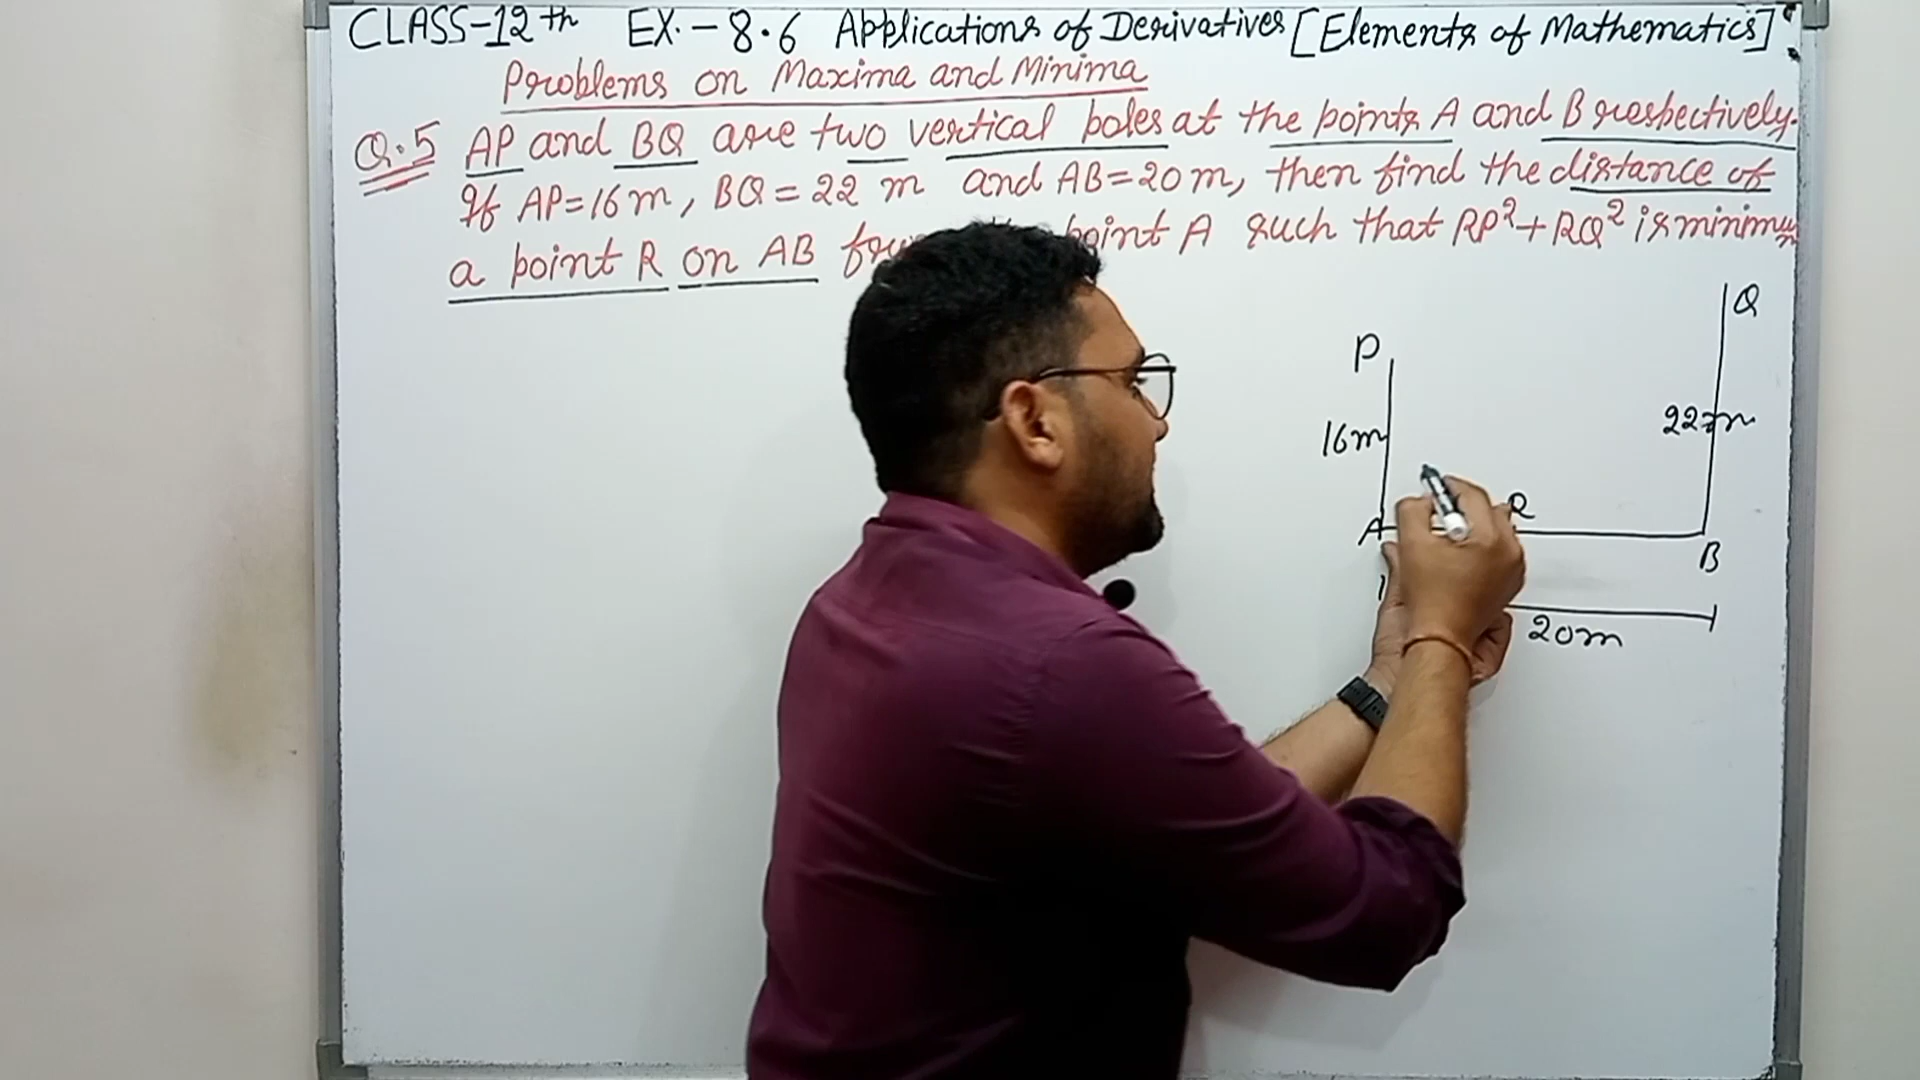 CLASS-12th EX.-8.6 Applications of Derivatives [Elements of Mathematics]
Problems on Maxima and Minima
Q.5 AP and BQ are two vertical poles at the points A and B respectively.
If AP=16m, BQ=22 m and AB=20m, then find the distance of
a point R on AB point A such that RP²+RQ² is minimum
Q
P
16m
22m
R
A
B
20m